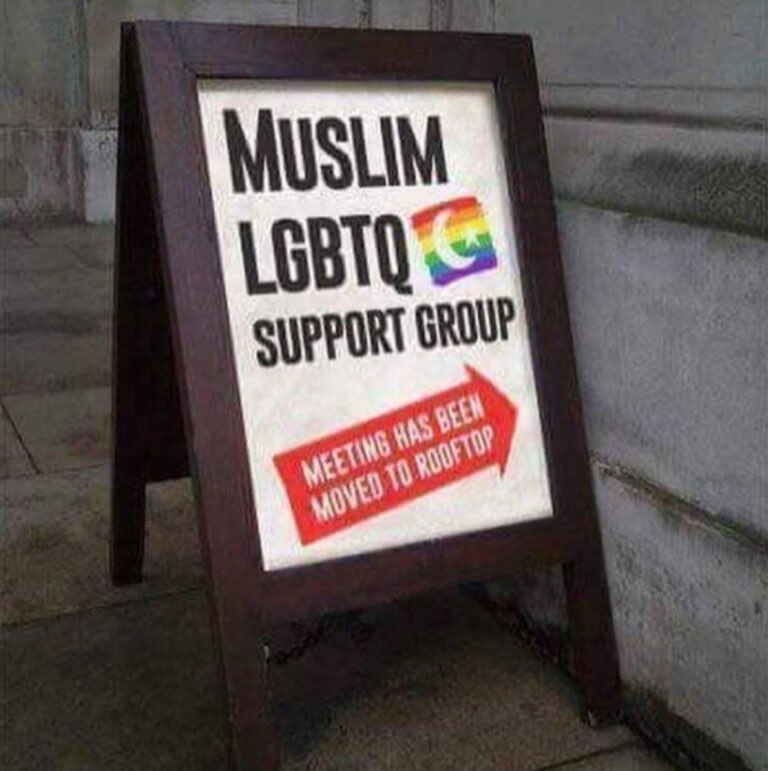 MUSLIM
LGBTQ
SUPPORT GROUP
MEETING HAS BEEN
MOVED TO ROOFTOP